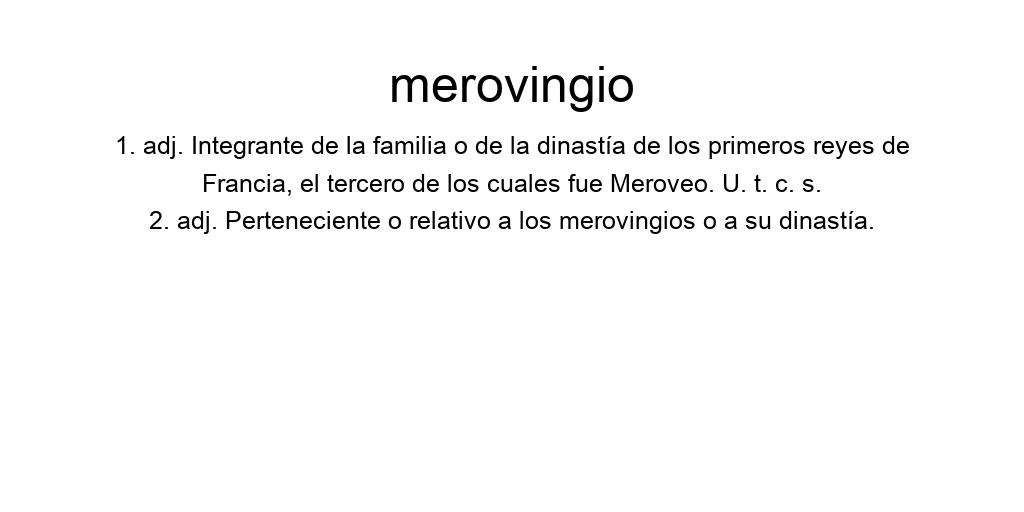 merovingio
1. adj. Integrante de la familia o de la dinastía de los primeros reyes de
Francia, el tercero de los cuales fue Meroveo. U. t. c. s.
2. adj. Perteneciente o relativo a los merovingios o a su dinastía.